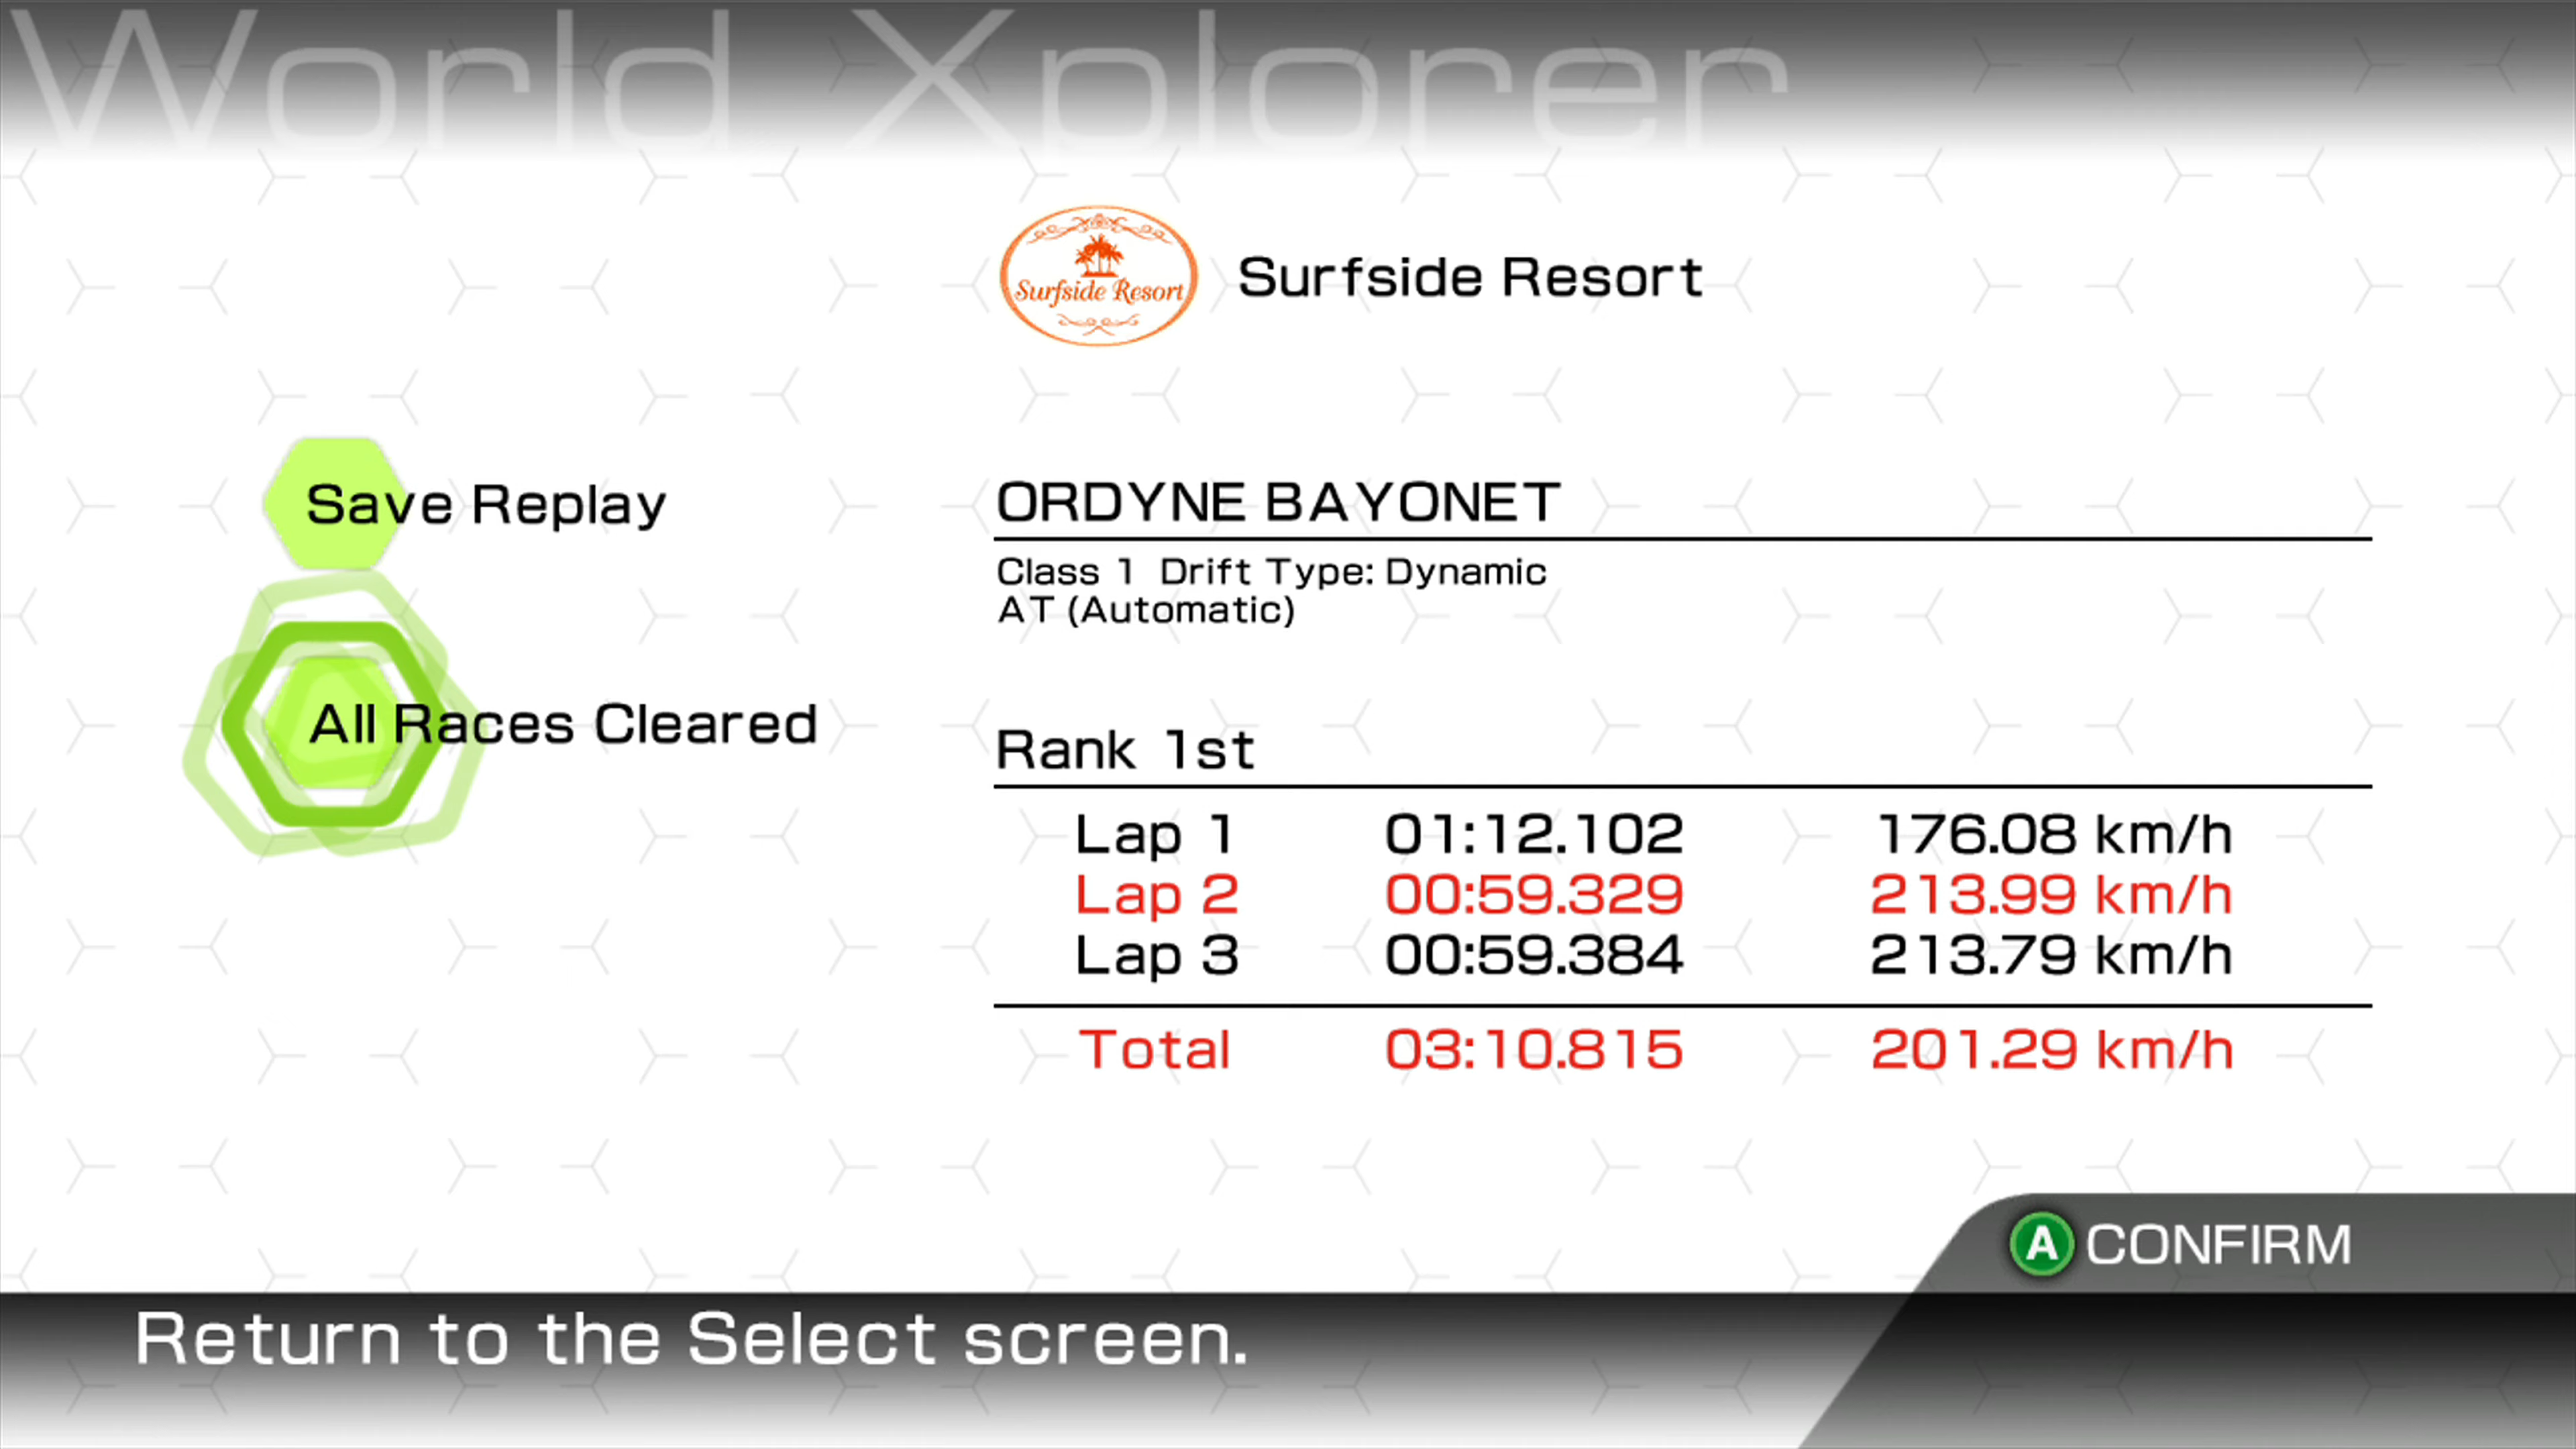 World Xplorer
Surfside Resort
Surfside Resort
Save Replay
All Races Cleared
ORDYNE BAYONET
Class 1 Drift Type: Dynamic
AT (Automatic)
Rank 1st
Lap 1 01:12.102 176.08 km/h
Lap 2 00:59.329 213.99 km/h
Lap 3 00:59.384 213.79 km/h
Total 03:10.815 201.29 km/h
A CONFIRM
Return to the Select screen.